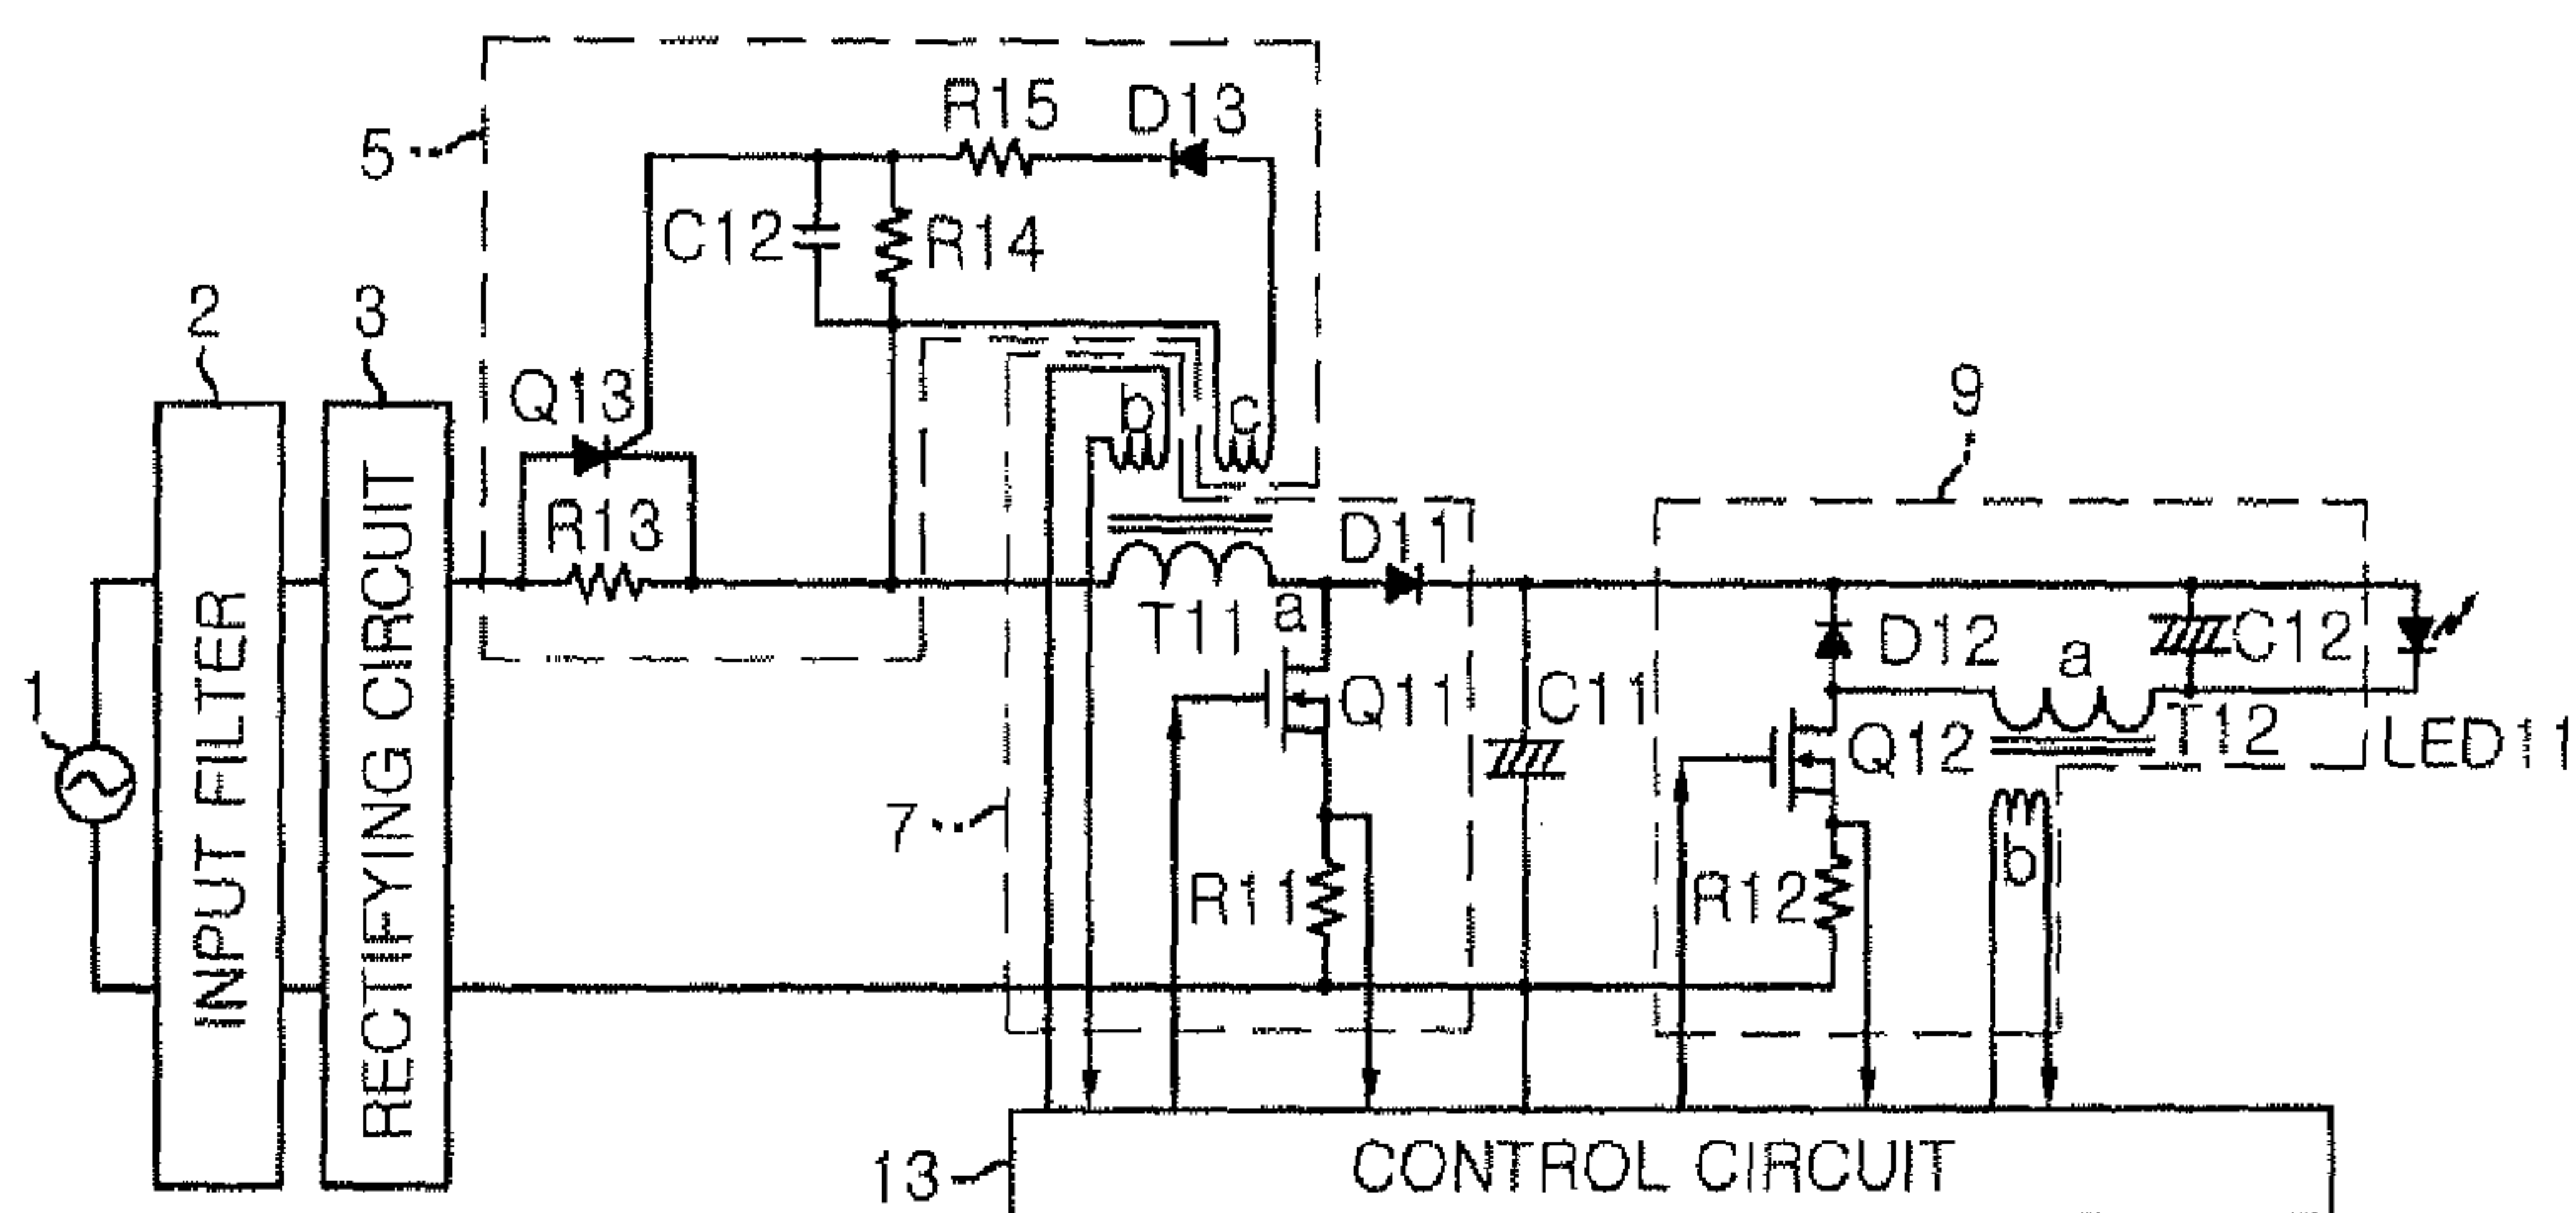 5
R15
D13
C12
R14
2
3
Q13
b
c
9
R13
D11
T11
a
1
INPUT FILTER
RECTIFYING CIRCUIT
Q11
C11
D12
a
C12
Q12
T12
LED11
7
R11
R12
b
13
CONTROL CIRCUIT